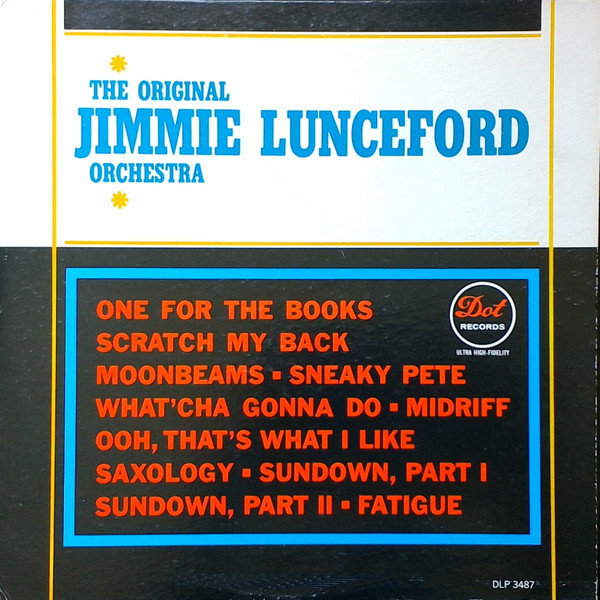 THE ORIGINAL
JIMMIE LUNCEFORD
ORCHESTRA
ONE FOR THE BOOKS
SCRATCH MY BACK
MOONBEAMS ▪ SNEAKY PETE
WHAT'CHA GONNA DO ▪ MIDRIFF
OOH, THAT'S WHAT I LIKE
SAXOLOGY ▪ SUNDOWN, PART I
SUNDOWN, PART II ▪ FATIGUE
Dot
RECORDS
ULTRA HIGH-FIDELITY
DLP 3487